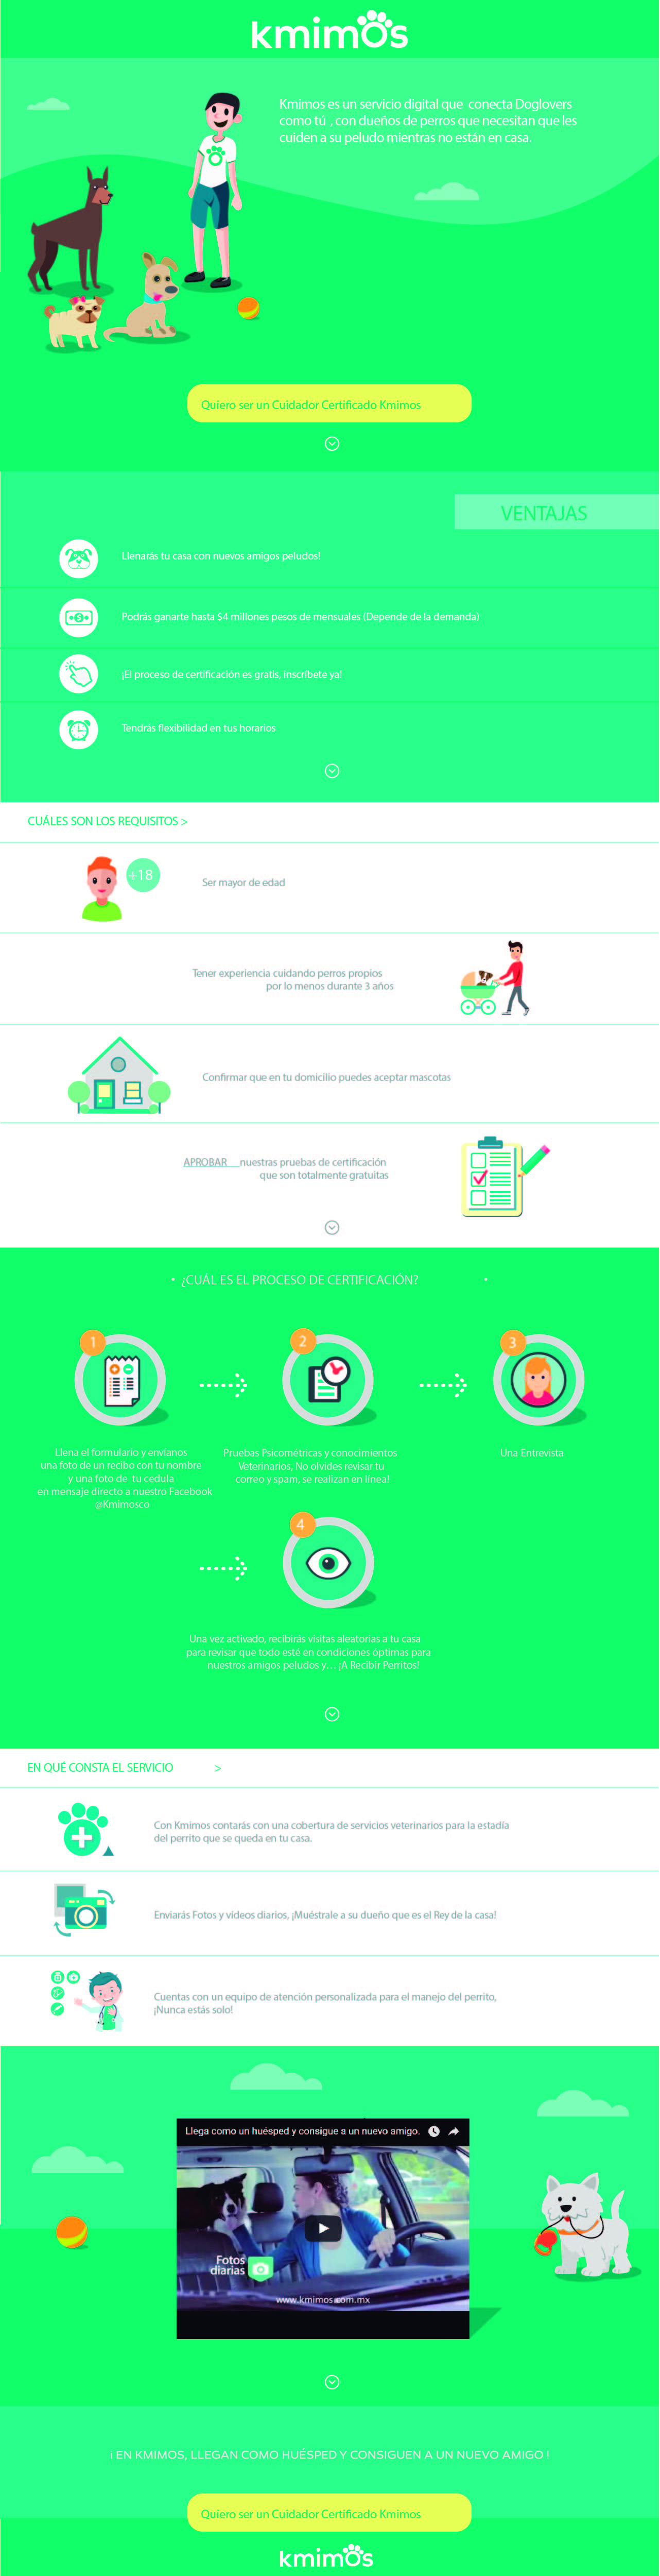 kmimos
Kmimos es un servicio digital que conecta Doglovers
como tú , con dueños de perros que necesitan que les
cuiden a su peludo mientras no están en casa.
Quiero ser un Cuidador Certificado Kmimos
VENTAJAS
Llenarás tu casa con nuevos amigos peludos!
Podrás ganarte hasta $4 millones pesos de mensuales (Depende de la demanda)
¡El proceso de certificación es gratis, inscríbete ya!
Tendrás flexibilidad en tus horarios
CUÁLES SON LOS REQUISITOS >
+18
Ser mayor de edad
Tener experiencia cuidando perros propios
por lo menos durante 3 años
Confirmar que en tu domicilio puedes aceptar mascotas
APROBAR nuestras pruebas de certificación
que son totalmente gratuitas
• ¿CUÁL ES EL PROCESO DE CERTIFICACIÓN? •
1
2
3
Llena el formulario y envíanos
una foto de un recibo con tu nombre
y una foto de tu cedula
en mensaje directo a nuestro Facebook
@Kmimosco
Pruebas Psicométricas y conocimientos
Veterinarios, No olvides revisar tu
correo y spam, se realizan en línea!
Una Entrevista
4
Una vez activado, recibirás visitas aleatorias a tu casa
para revisar que todo esté en condiciones óptimas para
nuestros amigos peludos y... ¡A Recibir Perritos!
EN QUÉ CONSTA EL SERVICIO >
Con Kmimos contarás con una cobertura de servicios veterinarios para la estadía
del perrito que se queda en tu casa.
Enviarás Fotos y videos diarios, ¡Muéstrale a su dueño que es el Rey de la casa!
Cuentas con un equipo de atención personalizada para el manejo del perrito,
¡Nunca estás solo!
Llega como un huésped y consigue a un nuevo amigo.
Fotos
diarias
www.kmimos.com.mx
¡ EN KMIMOS, LLEGAN COMO HUÉSPED Y CONSIGUEN A UN NUEVO AMIGO !
Quiero ser un Cuidador Certificado Kmimos
kmimos